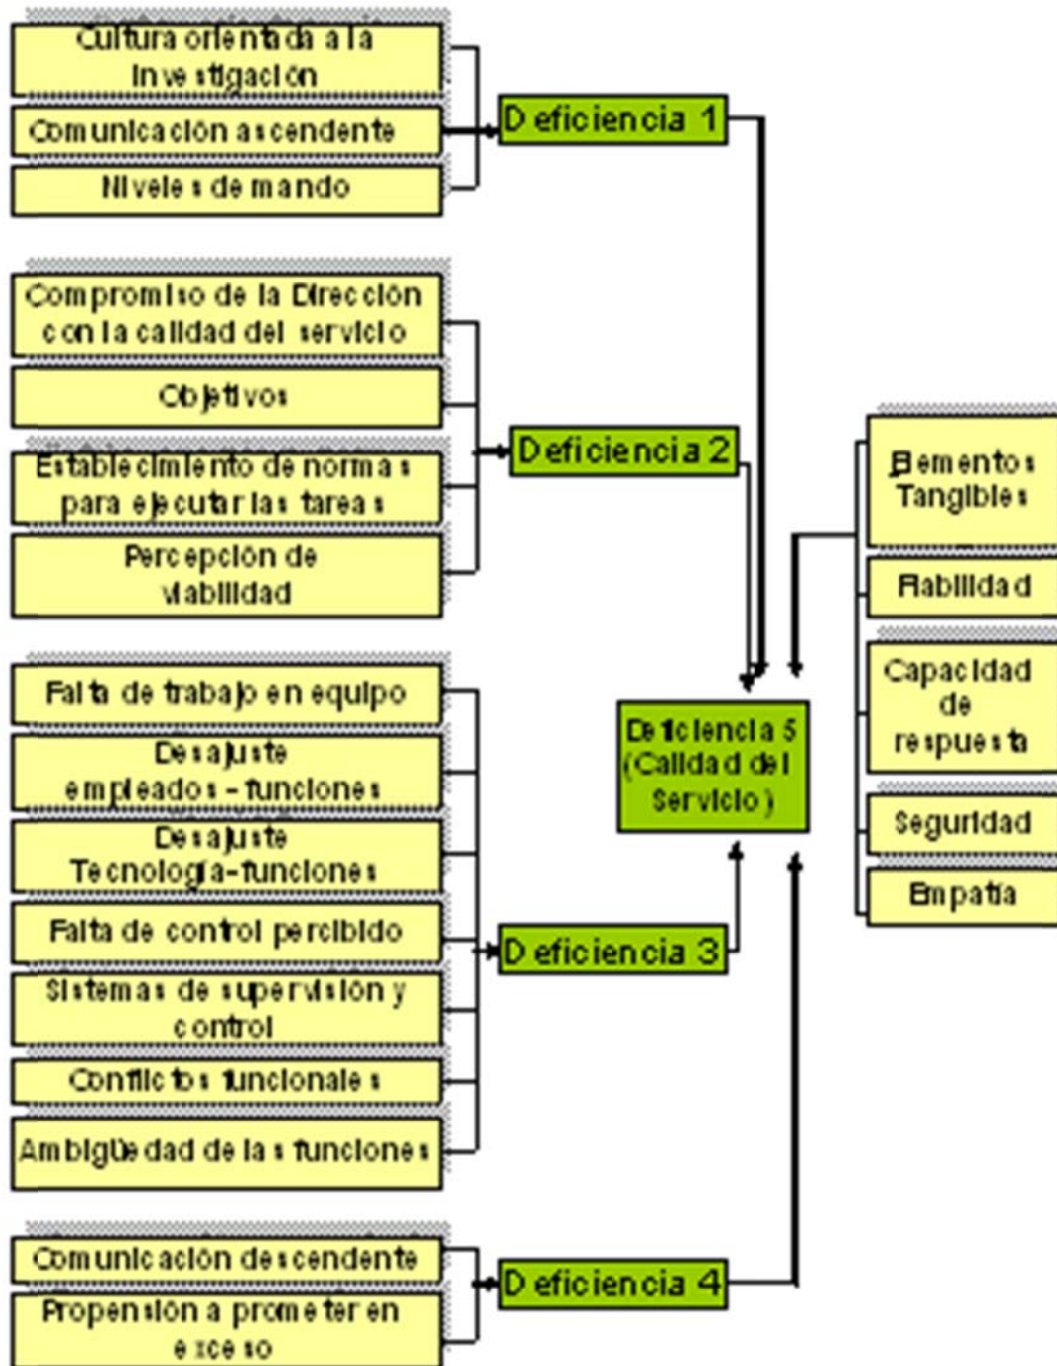 Cultura orientada a la
investigación
Comunicación ascendente
Niveles de mando
Deficiencia 1
Compromiso de la Dirección
con la calidad del servicio
Objetivos
Establecimiento de normas
para ejecutar las tareas
Percepción de
viabilidad
Deficiencia 2
Falta de trabajo en equipo
Desajuste
empleados-funciones
Desajuste
Tecnología-funciones
Falta de control percibido
Sistemas de supervisión y
control
Conflictos funcionales
Ambigüedad de las funciones
Deficiencia 3
Comunicación descendente
Propensión a prometer en
exceso
Deficiencia 4
Deficiencia 5
(Calidad del
Servicio)
Elementos
Tangibles
Fiabilidad
Capacidad
de
respuesta
Seguridad
Empatía